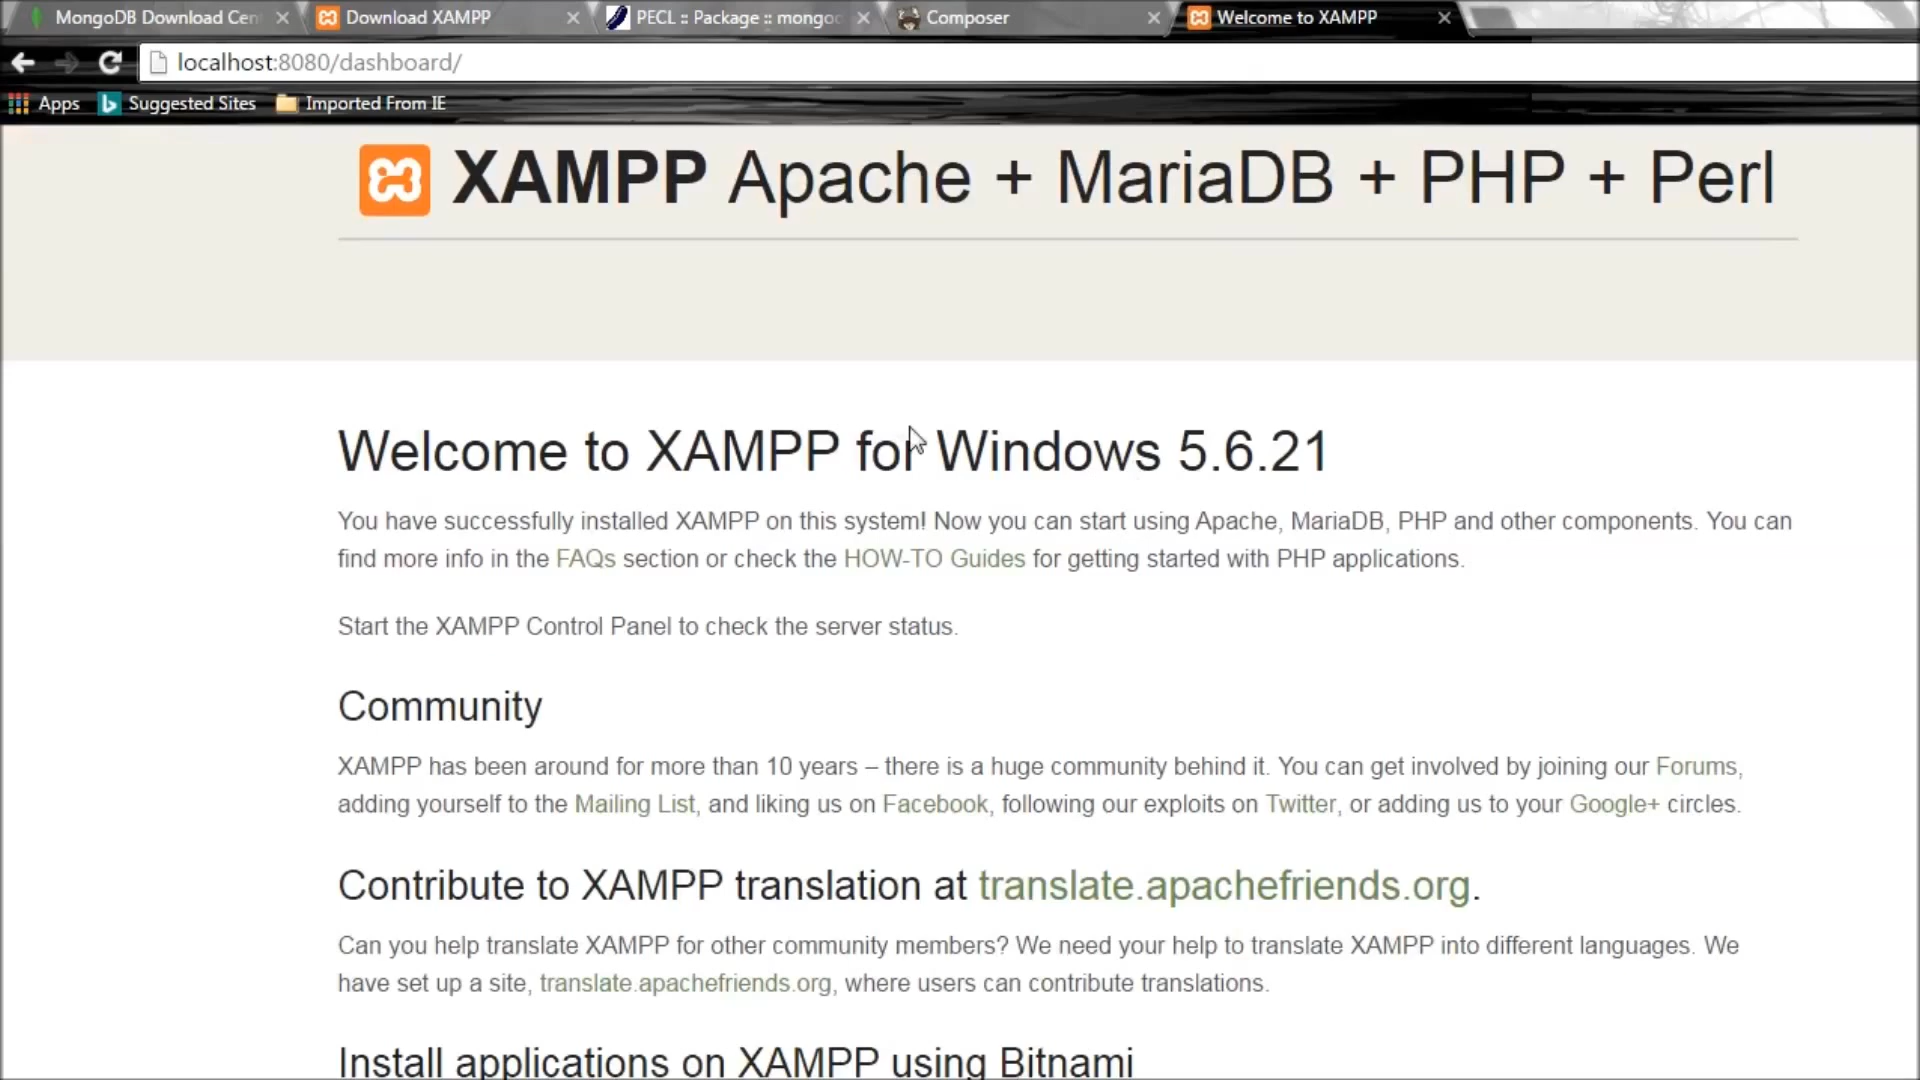 MongoDB Download Cen
Download XAMPP
PECL :: Package :: mongod
Composer
Welcome to XAMPP
localhost:8080/dashboard/
Apps
Suggested Sites
Imported From IE
XAMPP Apache + MariaDB + PHP + Perl
Welcome to XAMPP for Windows 5.6.21
You have successfully installed XAMPP on this system! Now you can start using Apache, MariaDB, PHP and other components. You can
find more info in the FAQs section or check the HOW-TO Guides for getting started with PHP applications.
Start the XAMPP Control Panel to check the server status.
Community
XAMPP has been around for more than 10 years – there is a huge community behind it. You can get involved by joining our Forums,
adding yourself to the Mailing List, and liking us on Facebook, following our exploits on Twitter, or adding us to your Google+ circles.
Contribute to XAMPP translation at translate.apachefriends.org.
Can you help translate XAMPP for other community members? We need your help to translate XAMPP into different languages. We
have set up a site, translate.apachefriends.org, where users can contribute translations.
Install applications on XAMPP using Bitnami